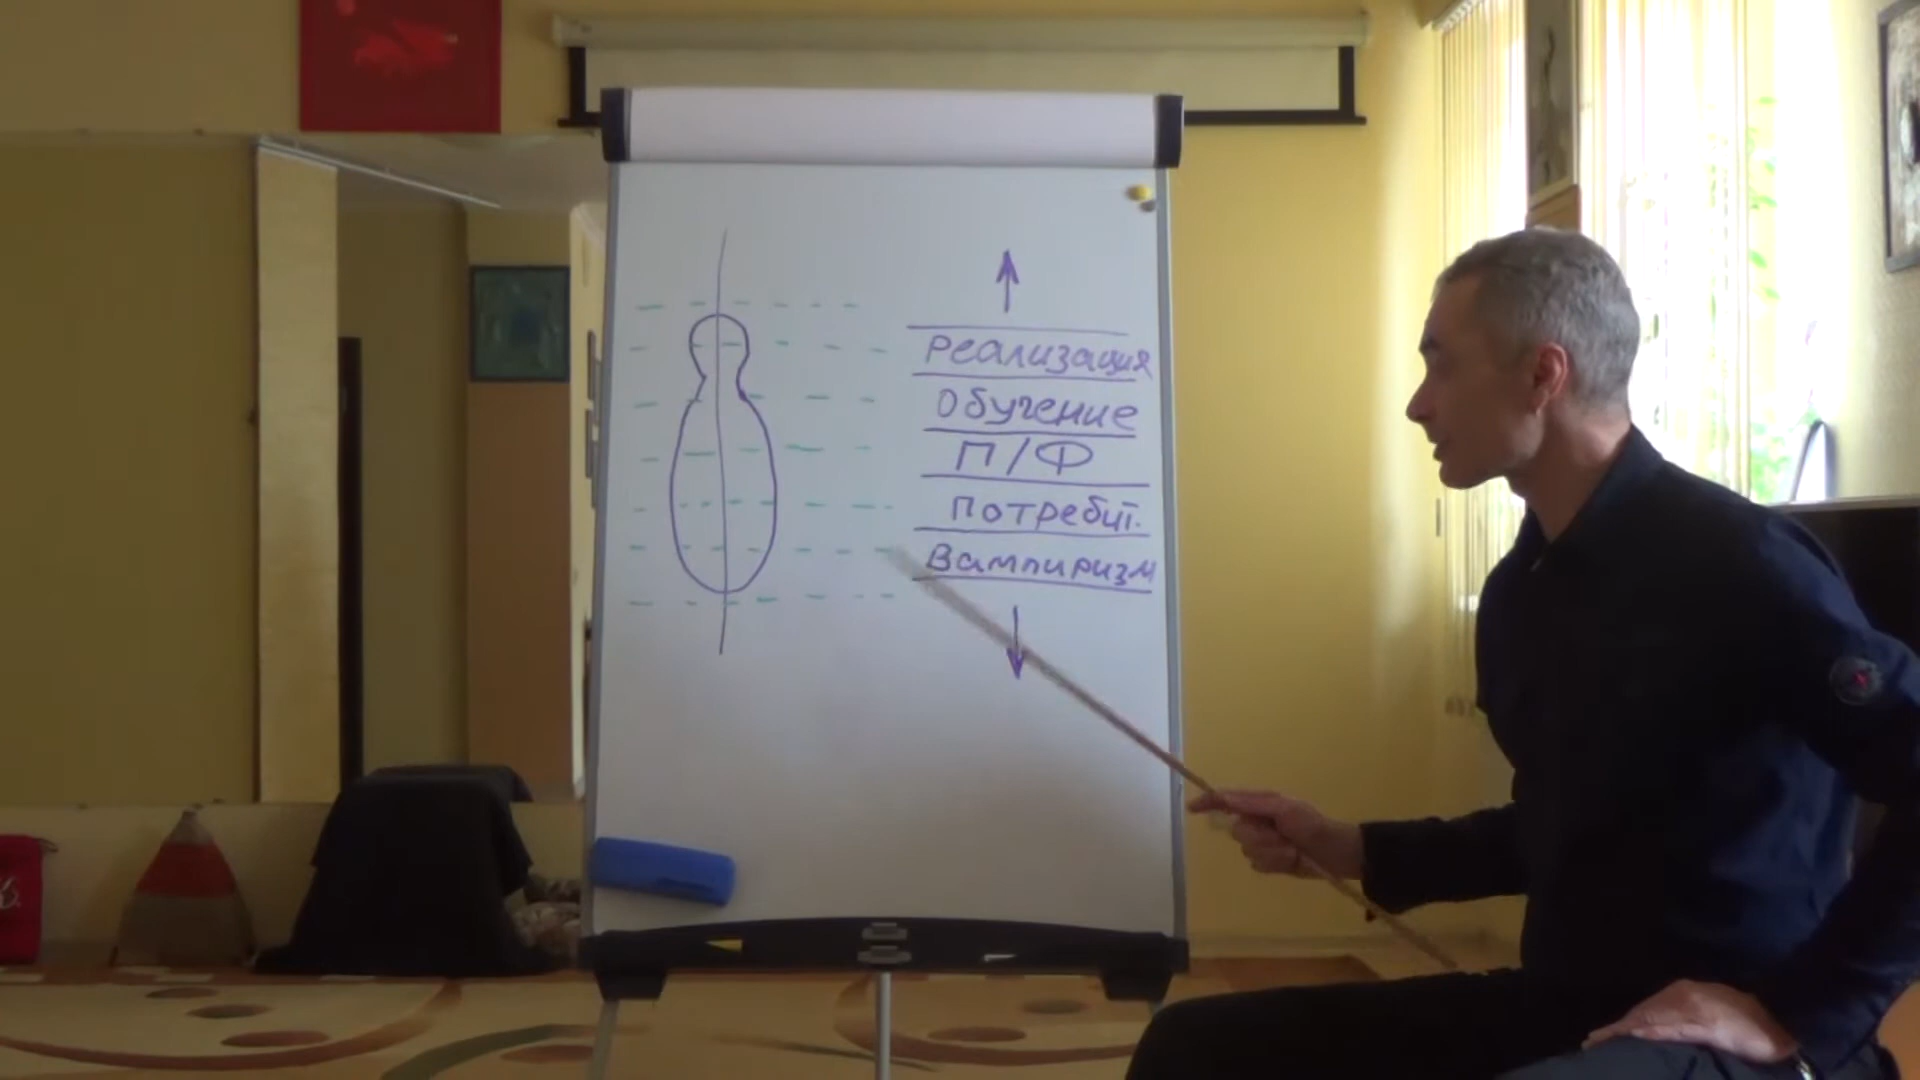 Реализация
Обучение
П/Ф
Потребит.
Вампиризм